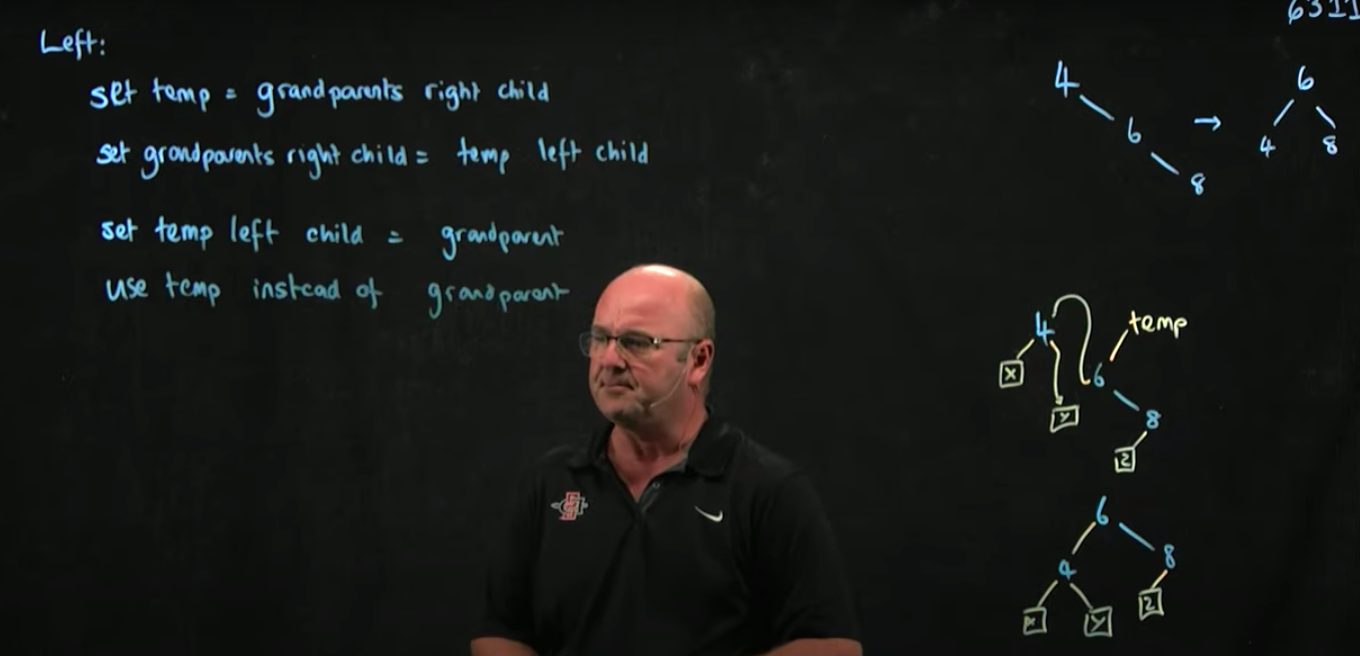 Left:
set temp = grandparents right child
set grandparents right child = temp left child
set temp left child = grandparent
use temp instead of grandparent
6311
4
6
8
→
6
4
8
4
temp
x
6
y
8
z
6
4
8
x
y
z